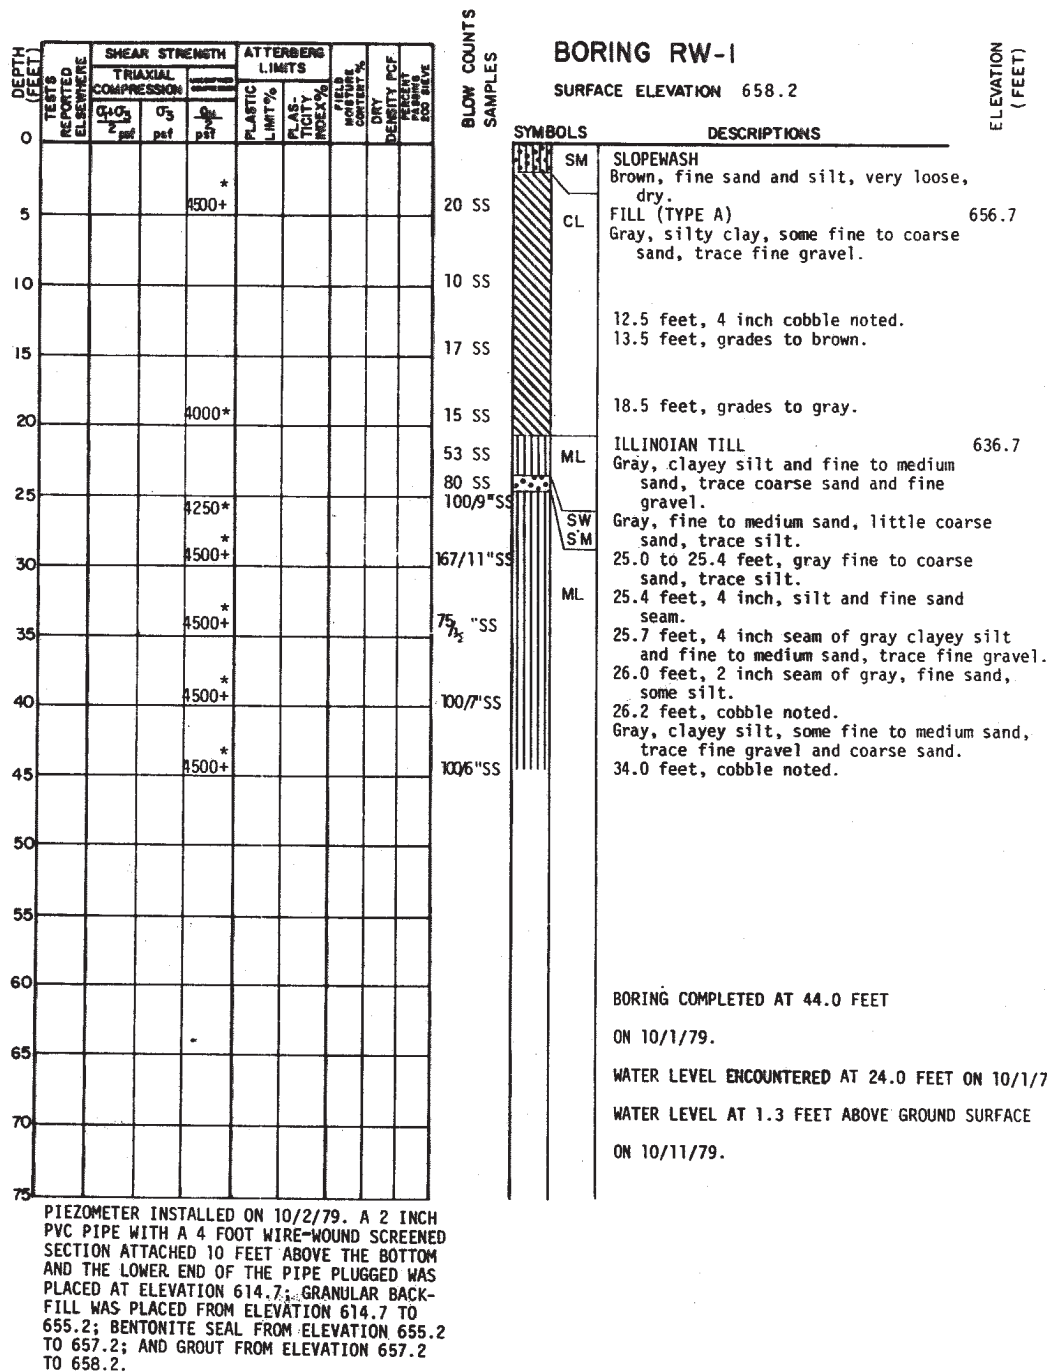 BORING RW-1
SURFACE ELEVATION 658.2
ELEVATION (FEET)
DEPTH (FEET)
TESTS REPORTED ELSEWHERE
SHEAR STRENGTH
TRIAXIAL COMPRESSION
psf
σ3 psf
psf
ATTERBERG LIMITS
PLASTIC LIMIT%
PLAS-TICITY INDEX%
FIELD MOISTURE CONTENT %
DRY DENSITY PCF
PERCENT PASSING 200 SIEVE
BLOW COUNTS
SAMPLES
SYMBOLS
DESCRIPTIONS
0
SM
SLOPEWASH
Brown, fine sand and silt, very loose,
dry.
*
4500+
20 SS
5
CL
FILL (TYPE A) 656.7
Gray, silty clay, some fine to coarse
sand, trace fine gravel.
10
10 SS
12.5 feet, 4 inch cobble noted.
13.5 feet, grades to brown.
15
17 SS
18.5 feet, grades to gray.
4000*
15 SS
20
ILLINOIAN TILL 636.7
53 SS
ML
Gray, clayey silt and fine to medium
sand, trace coarse sand and fine
gravel.
80 SS
25
100/9"SS
4250*
SW
SM
Gray, fine to medium sand, little coarse
sand, trace silt.
*
4500+
167/11"SS
30
25.0 to 25.4 feet, gray fine to coarse
sand, trace silt.
ML
25.4 feet, 4 inch, silt and fine sand
seam.
*
4500+
75/7½ "SS
35
25.7 feet, 4 inch seam of gray clayey silt
and fine to medium sand, trace fine gravel.
26.0 feet, 2 inch seam of gray, fine sand,
some silt.
*
4500+
100/7"SS
40
26.2 feet, cobble noted.
Gray, clayey silt, some fine to medium sand,
trace fine gravel and coarse sand.
*
4500+
100/6"SS
45
34.0 feet, cobble noted.
50
55
60
BORING COMPLETED AT 44.0 FEET
ON 10/1/79.
65
WATER LEVEL ENCOUNTERED AT 24.0 FEET ON 10/1/7
70
WATER LEVEL AT 1.3 FEET ABOVE GROUND SURFACE
ON 10/11/79.
75
PIEZOMETER INSTALLED ON 10/2/79. A 2 INCH
PVC PIPE WITH A 4 FOOT WIRE-WOUND SCREENED
SECTION ATTACHED 10 FEET ABOVE THE BOTTOM
AND THE LOWER END OF THE PIPE PLUGGED WAS
PLACED AT ELEVATION 614.7; GRANULAR BACK-
FILL WAS PLACED FROM ELEVATION 614.7 TO
655.2; BENTONITE SEAL FROM ELEVATION 655.2
TO 657.2; AND GROUT FROM ELEVATION 657.2
TO 658.2.